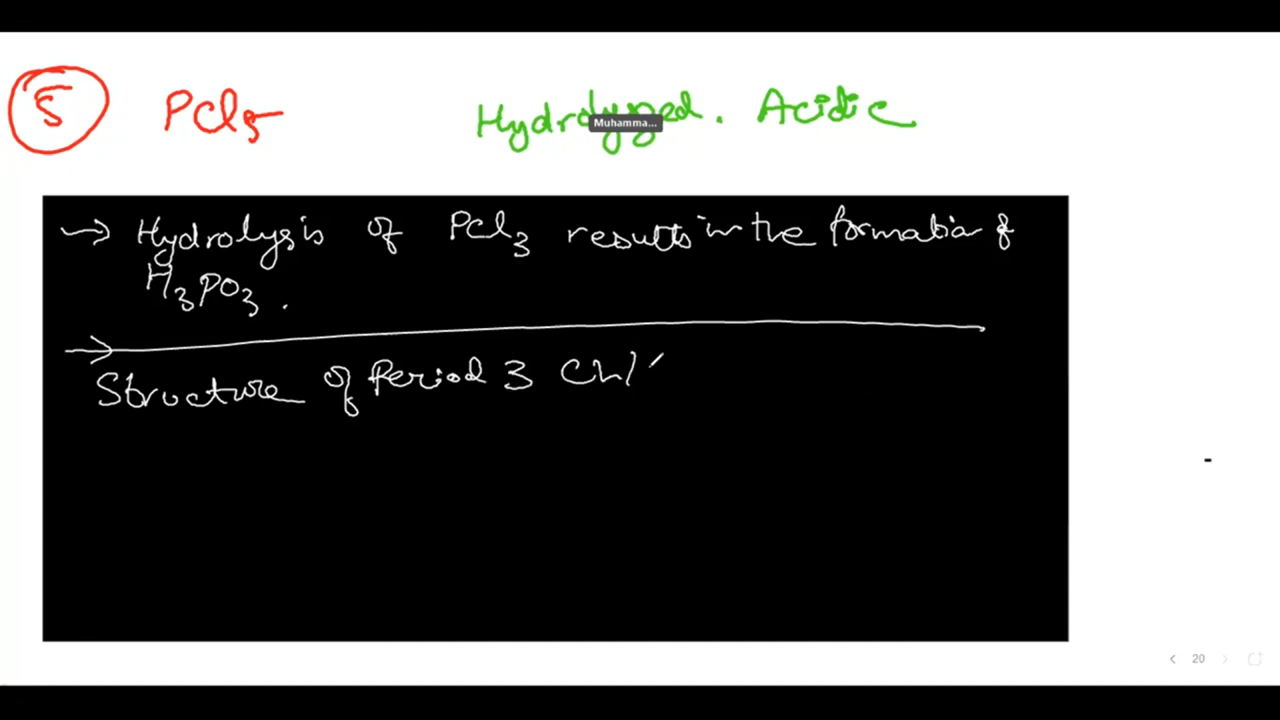 5 PCl5 Hydrolyzed. Acidic
Muhamma...
→ Hydrolysis of PCl3 results in the formation of
H3PO3.
Structure of Period 3 Chl
20